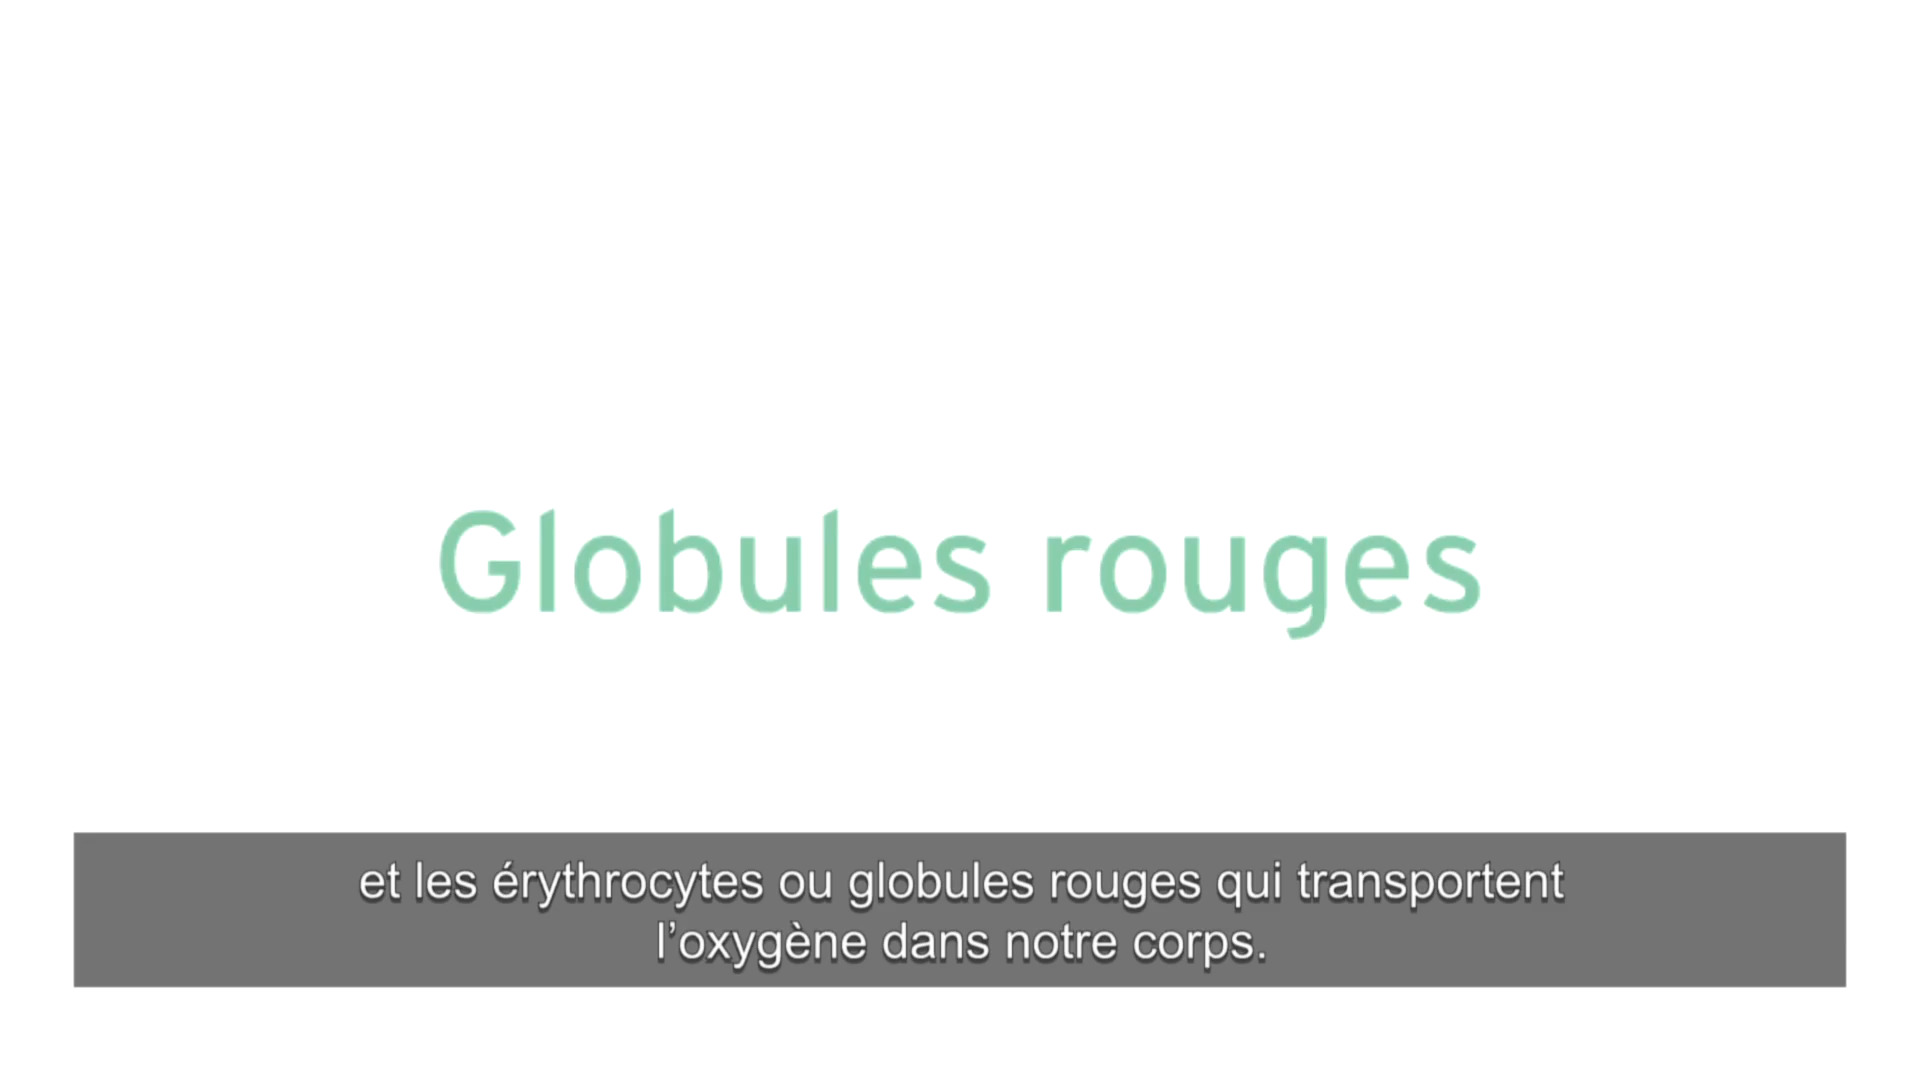 Globules rouges
et les érythrocytes ou globules rouges qui transportent
l’oxygène dans notre corps.